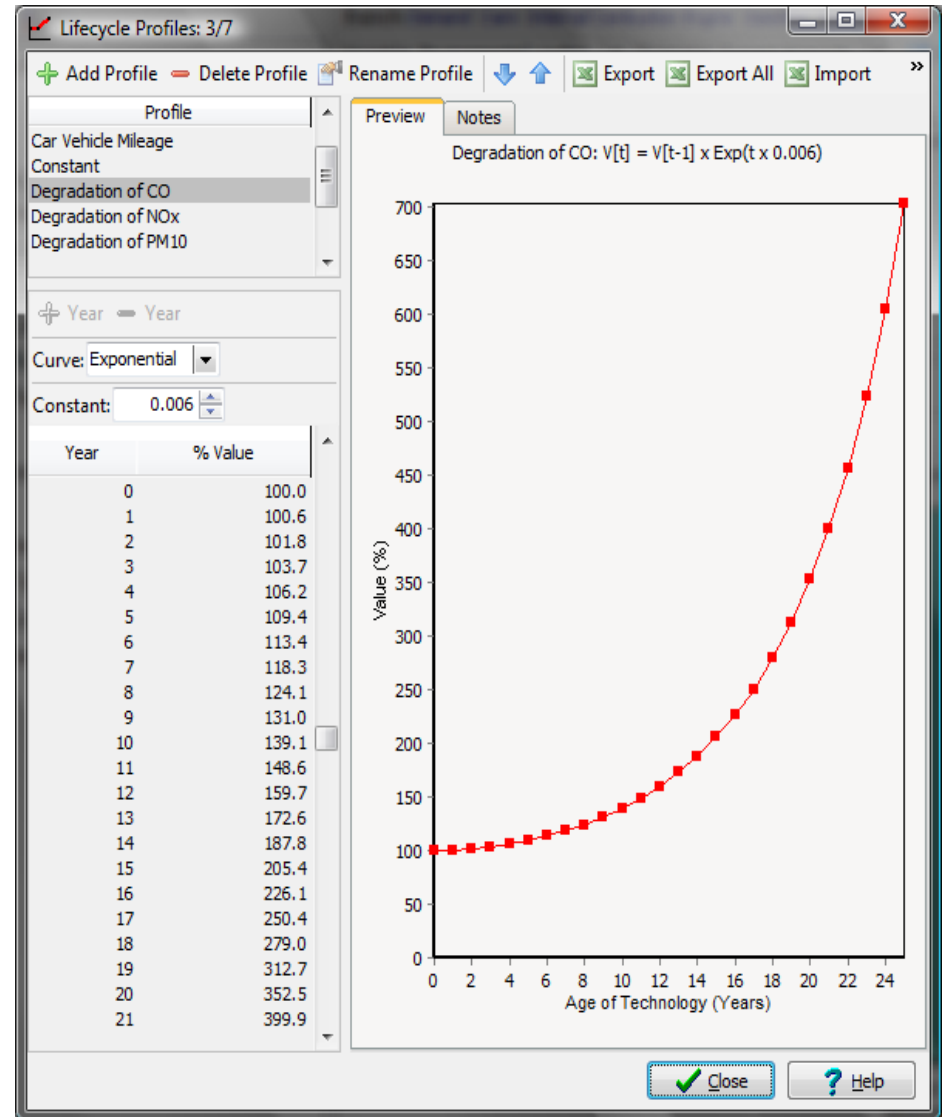 Lifecycle Profiles: 3/7
Add Profile Delete Profile Rename Profile Export Export All Import »
Profile
Car Vehicle Mileage
Constant
Degradation of CO
Degradation of NOx
Degradation of PM10
Year Year
Curve: Exponential
Constant: 0.006
Year % Value
0 100.0
1 100.6
2 101.8
3 103.7
4 106.2
5 109.4
6 113.4
7 118.3
8 124.1
9 131.0
10 139.1
11 148.6
12 159.7
13 172.6
14 187.8
15 205.4
16 226.1
17 250.4
18 279.0
19 312.7
20 352.5
21 399.9
Preview Notes
Degradation of CO: V[t] = V[t-1] x Exp(t x 0.006)
Value (%)
700
650
600
550
500
450
400
350
300
250
200
150
100
50
0
0 2 4 6 8 10 12 14 16 18 20 22 24
Age of Technology (Years)
Close Help